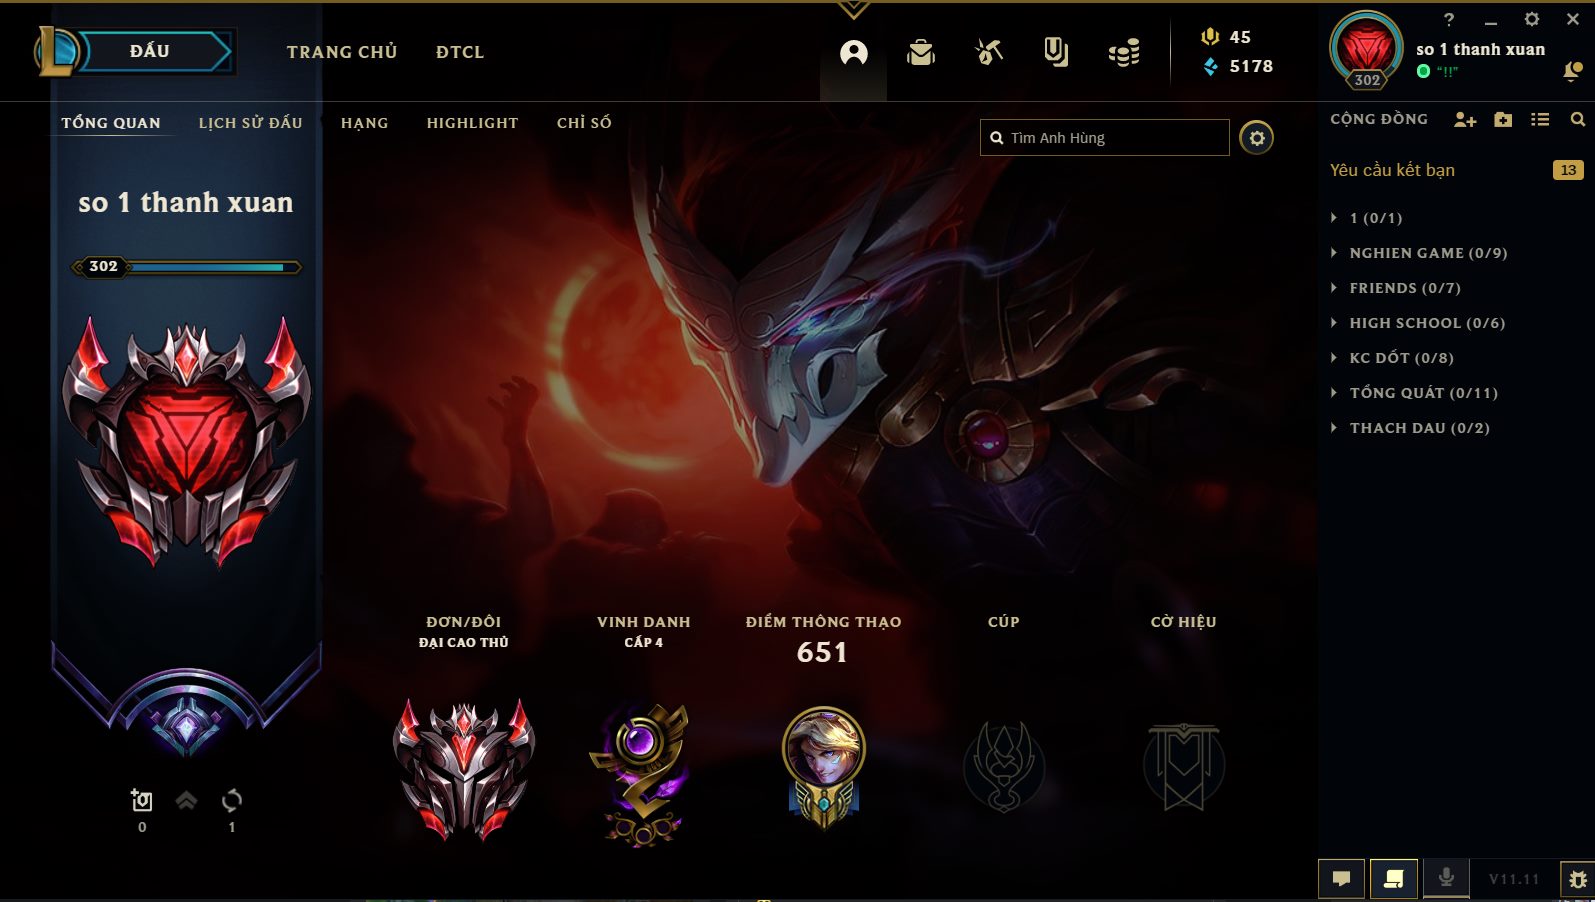 ĐẤU
TRANG CHỦ
ĐTCL
45
5178
?
so 1 thanh xuan
302
"!!"
TỔNG QUAN
LỊCH SỬ ĐẤU
HẠNG
HIGHLIGHT
CHỈ SỐ
Tìm Anh Hùng
CỘNG ĐỒNG
Yêu cầu kết bạn
13
1 (0/1)
NGHIEN GAME (0/9)
FRIENDS (0/7)
HIGH SCHOOL (0/6)
KC DỐT (0/8)
TỔNG QUÁT (0/11)
THACH DAU (0/2)
so 1 thanh xuan
302
ĐƠN/ĐÔI
ĐẠI CAO THỦ
VINH DANH
CẤP 4
ĐIỂM THÔNG THẠO
651
CÚP
CỜ HIỆU
0
1
V11.11